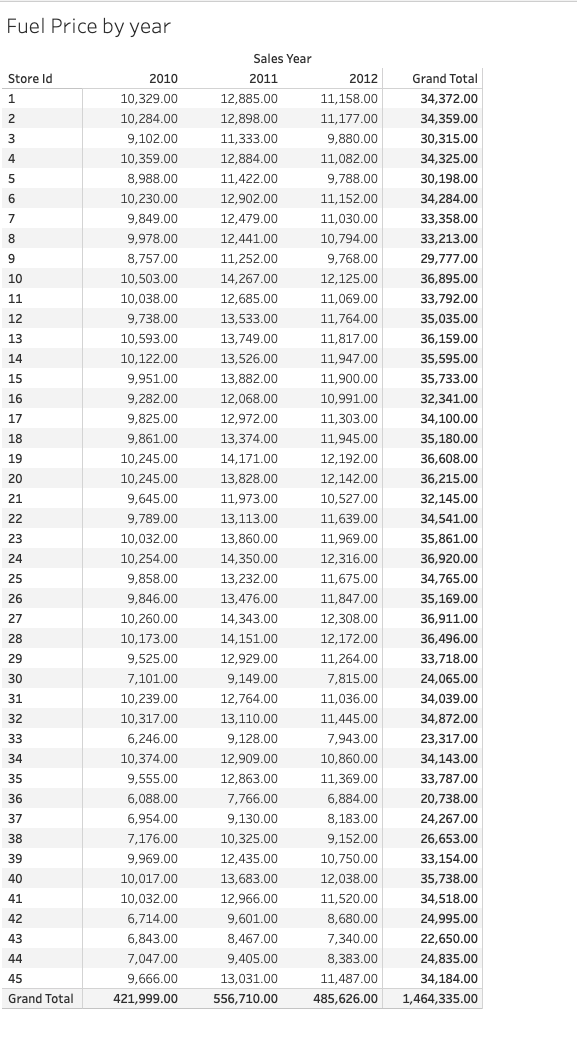 Fuel Price by year
Sales Year
Store Id 2010 2011 2012 Grand Total
1 10,329.00 12,885.00 11,158.00 34,372.00
2 10,284.00 12,898.00 11,177.00 34,359.00
3 9,102.00 11,333.00 9,880.00 30,315.00
4 10,359.00 12,884.00 11,082.00 34,325.00
5 8,988.00 11,422.00 9,788.00 30,198.00
6 10,230.00 12,902.00 11,152.00 34,284.00
7 9,849.00 12,479.00 11,030.00 33,358.00
8 9,978.00 12,441.00 10,794.00 33,213.00
9 8,757.00 11,252.00 9,768.00 29,777.00
10 10,503.00 14,267.00 12,125.00 36,895.00
11 10,038.00 12,685.00 11,069.00 33,792.00
12 9,738.00 13,533.00 11,764.00 35,035.00
13 10,593.00 13,749.00 11,817.00 36,159.00
14 10,122.00 13,526.00 11,947.00 35,595.00
15 9,951.00 13,882.00 11,900.00 35,733.00
16 9,282.00 12,068.00 10,991.00 32,341.00
17 9,825.00 12,972.00 11,303.00 34,100.00
18 9,861.00 13,374.00 11,945.00 35,180.00
19 10,245.00 14,171.00 12,192.00 36,608.00
20 10,245.00 13,828.00 12,142.00 36,215.00
21 9,645.00 11,973.00 10,527.00 32,145.00
22 9,789.00 13,113.00 11,639.00 34,541.00
23 10,032.00 13,860.00 11,969.00 35,861.00
24 10,254.00 14,350.00 12,316.00 36,920.00
25 9,858.00 13,232.00 11,675.00 34,765.00
26 9,846.00 13,476.00 11,847.00 35,169.00
27 10,260.00 14,343.00 12,308.00 36,911.00
28 10,173.00 14,151.00 12,172.00 36,496.00
29 9,525.00 12,929.00 11,264.00 33,718.00
30 7,101.00 9,149.00 7,815.00 24,065.00
31 10,239.00 12,764.00 11,036.00 34,039.00
32 10,317.00 13,110.00 11,445.00 34,872.00
33 6,246.00 9,128.00 7,943.00 23,317.00
34 10,374.00 12,909.00 10,860.00 34,143.00
35 9,555.00 12,863.00 11,369.00 33,787.00
36 6,088.00 7,766.00 6,884.00 20,738.00
37 6,954.00 9,130.00 8,183.00 24,267.00
38 7,176.00 10,325.00 9,152.00 26,653.00
39 9,969.00 12,435.00 10,750.00 33,154.00
40 10,017.00 13,683.00 12,038.00 35,738.00
41 10,032.00 12,966.00 11,520.00 34,518.00
42 6,714.00 9,601.00 8,680.00 24,995.00
43 6,843.00 8,467.00 7,340.00 22,650.00
44 7,047.00 9,405.00 8,383.00 24,835.00
45 9,666.00 13,031.00 11,487.00 34,184.00
Grand Total 421,999.00 556,710.00 485,626.00 1,464,335.00